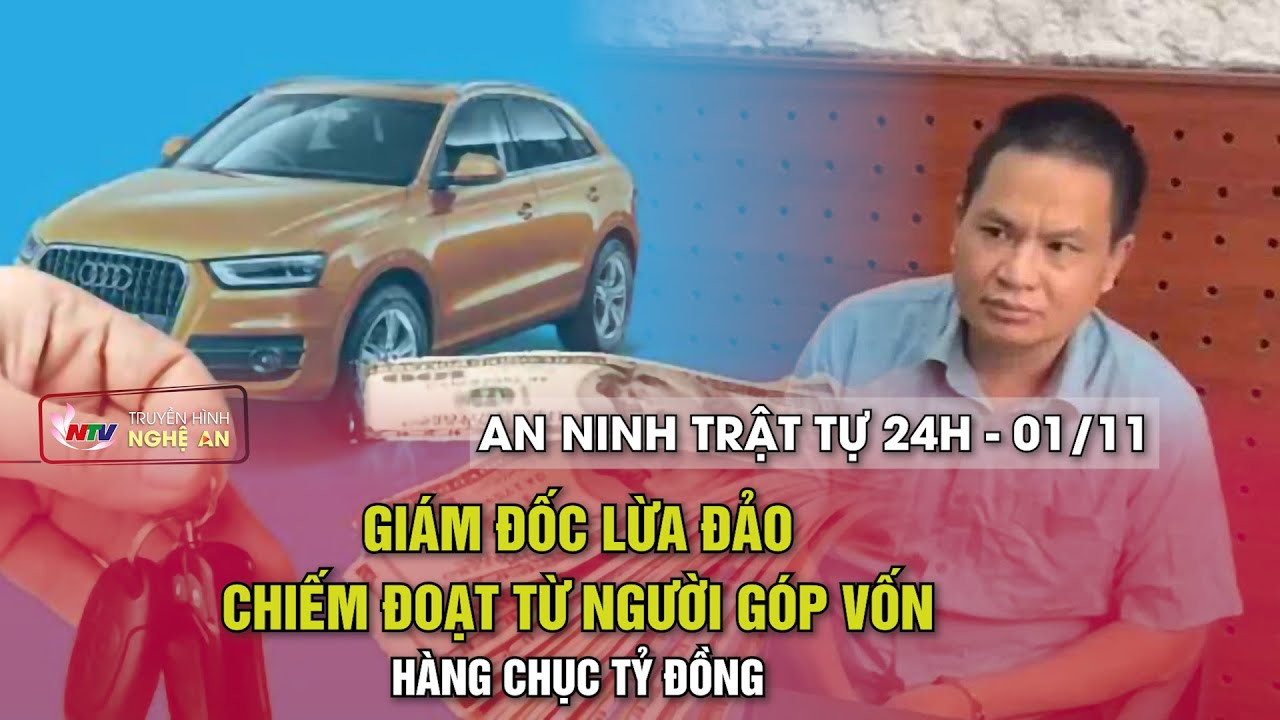 NTV
TRUYỀN HÌNH
NGHỆ AN
AN NINH TRẬT TỰ 24H - 01/11
GIÁM ĐỐC LỪA ĐẢO
CHIẾM ĐOẠT TỪ NGƯỜI GÓP VỐN
HÀNG CHỤC TỶ ĐỒNG